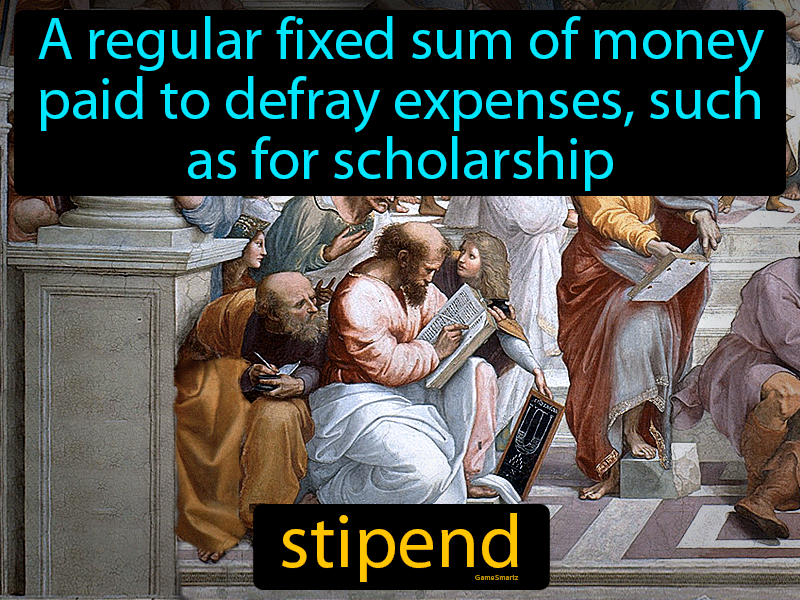 A regular fixed sum of money
paid to defray expenses, such
as for scholarship
stipend
GameSmartz